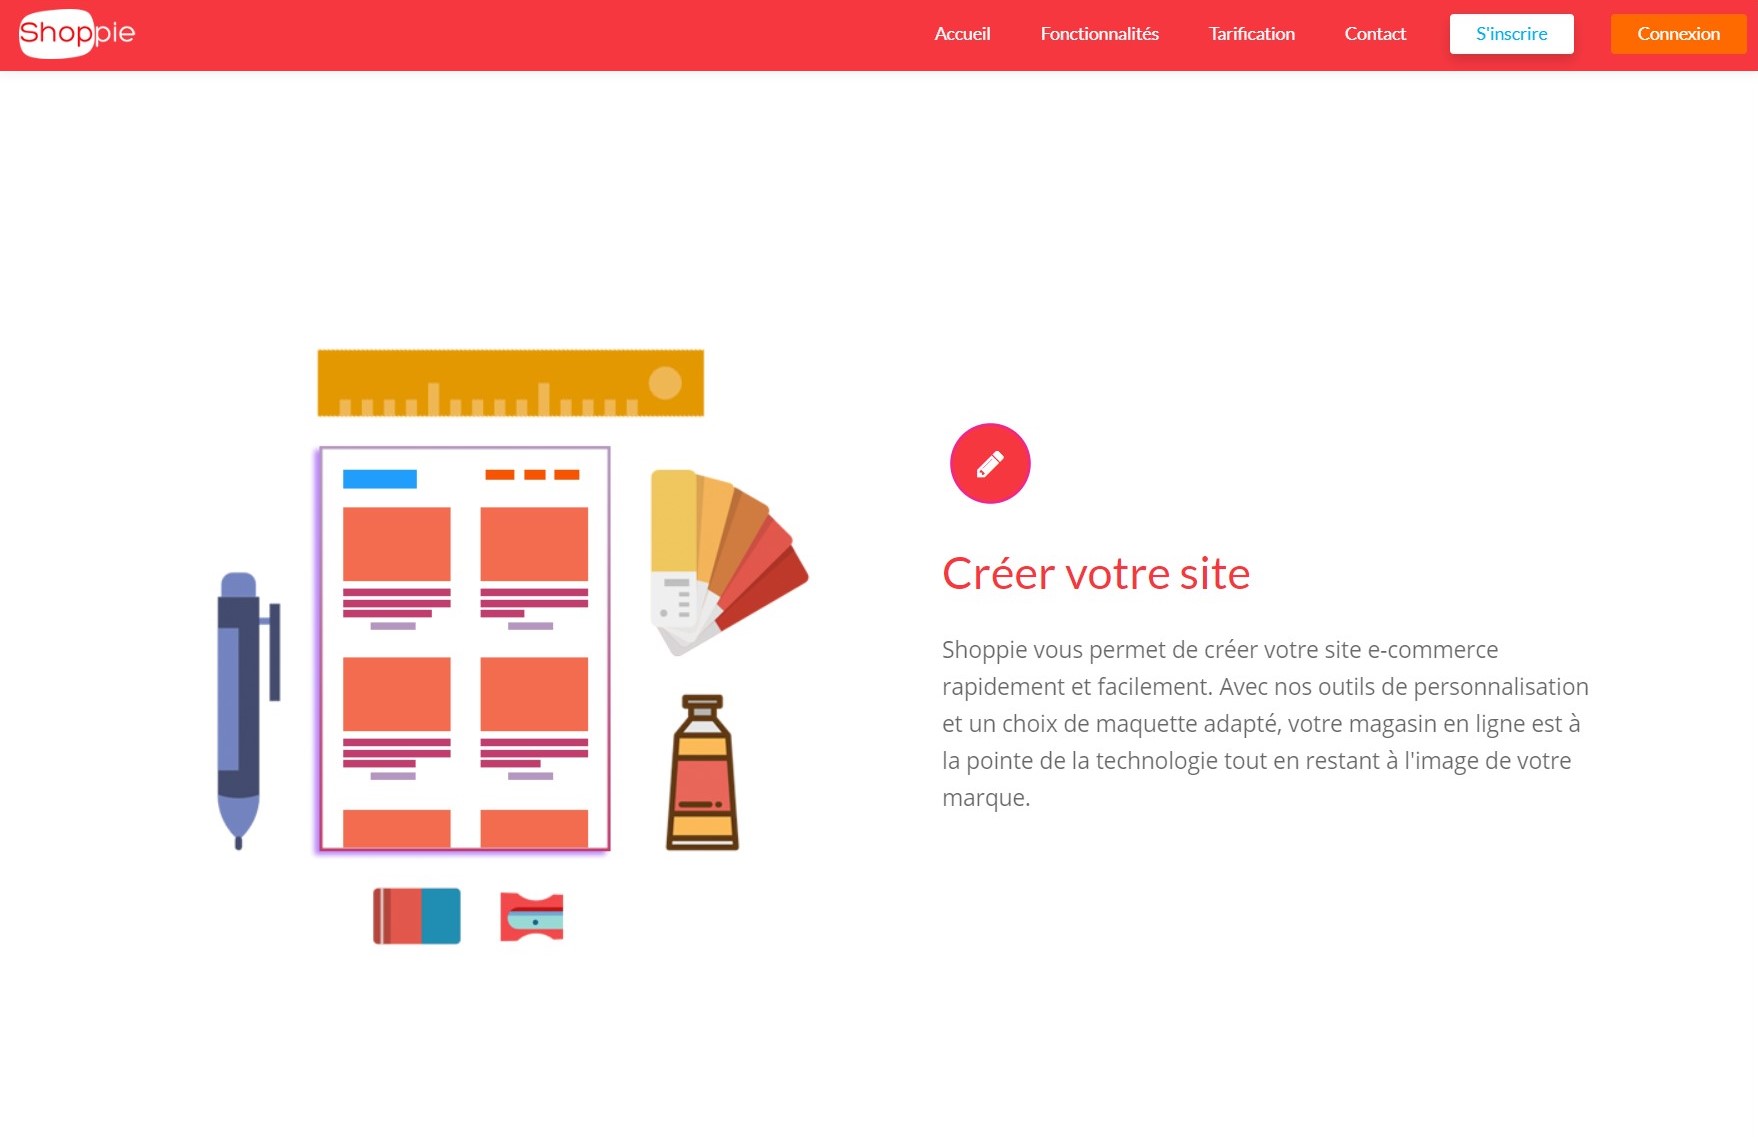 Shoppie
Accueil
Fonctionnalités
Tarification
Contact
S'inscrire
Connexion
Créer votre site
Shoppie vous permet de créer votre site e-commerce
rapidement et facilement. Avec nos outils de personnalisation
et un choix de maquette adapté, votre magasin en ligne est à
la pointe de la technologie tout en restant à l'image de votre
marque.